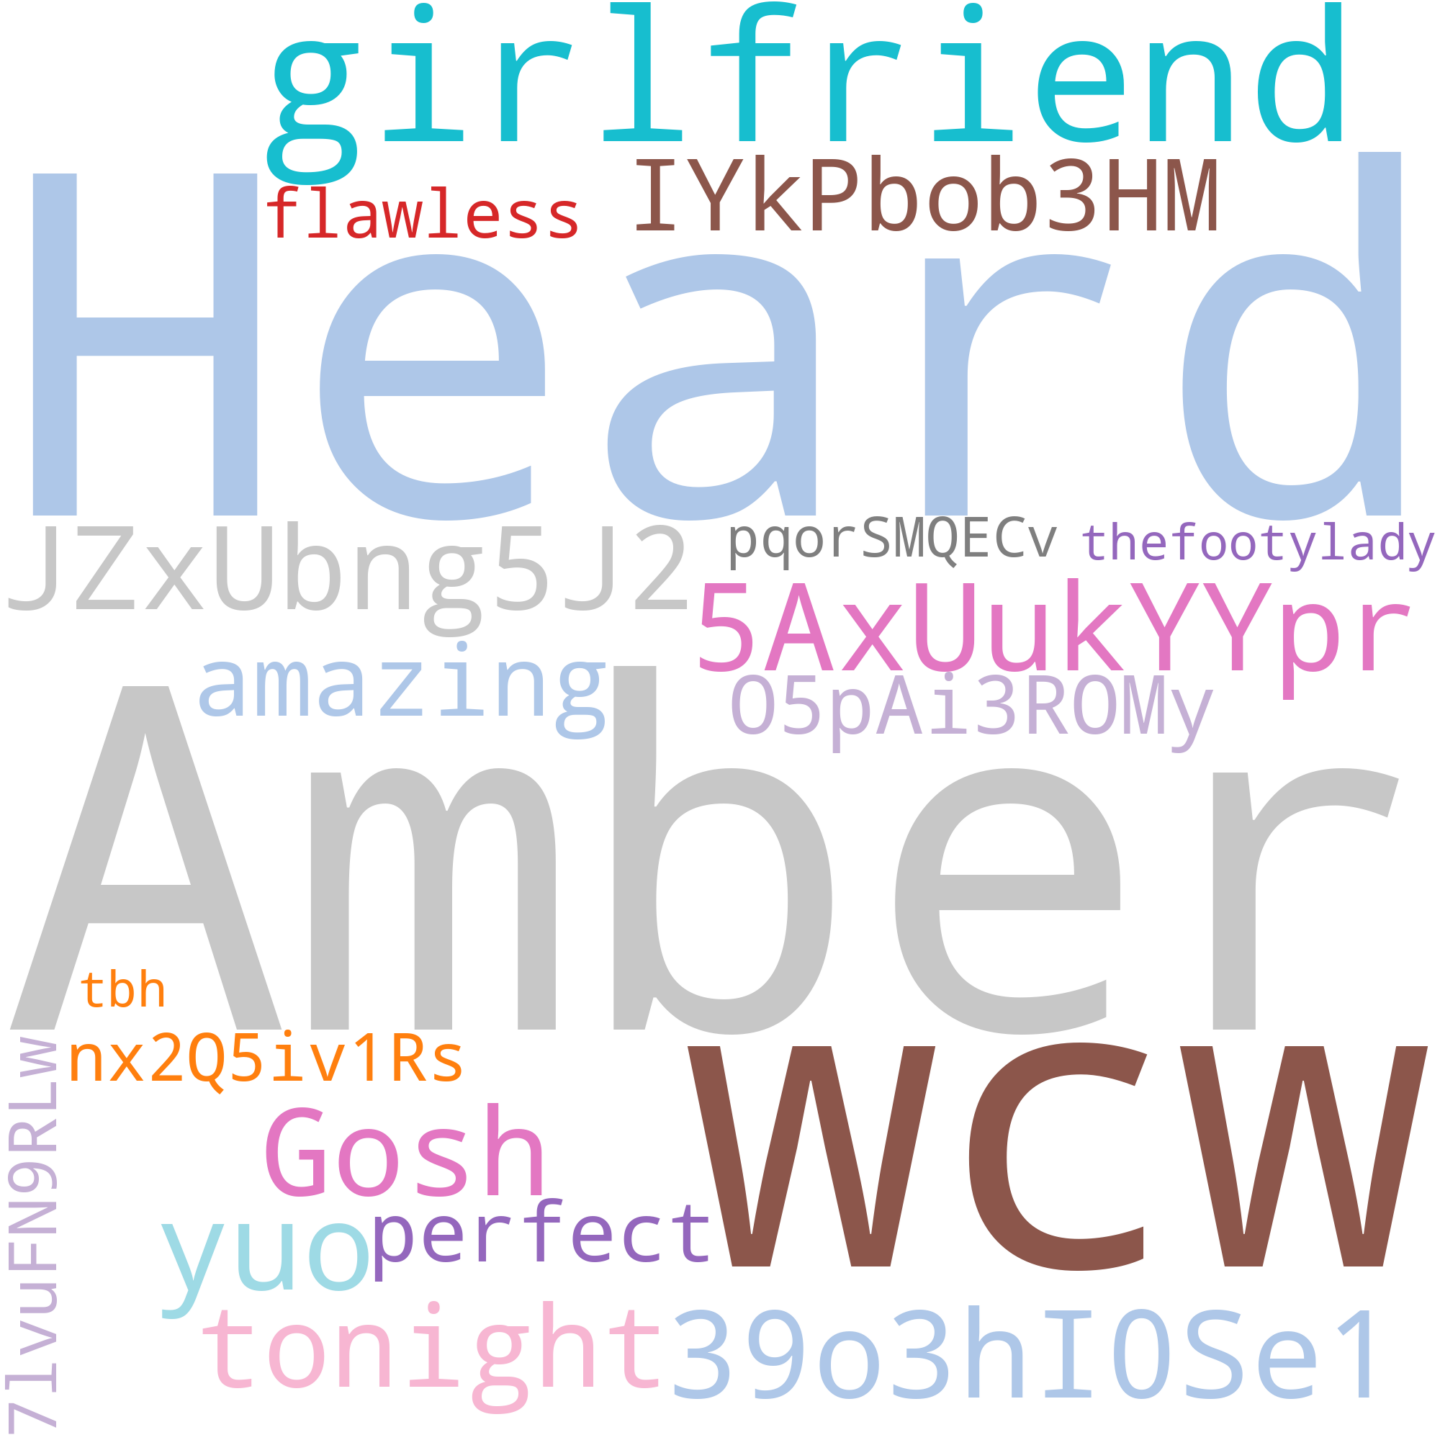 girlfriend
flawless
IYkPbob3HM
Heard
JZxUbng5J2
pqorSMQECv
thefootylady
5AxUukYYpr
amazing
O5pAi3ROMy
Amber
tbh
nx2Q5iv1Rs
WCW
7lvuFN9RLw
Gosh
perfect
yuo
tonight
39o3hI0Se1